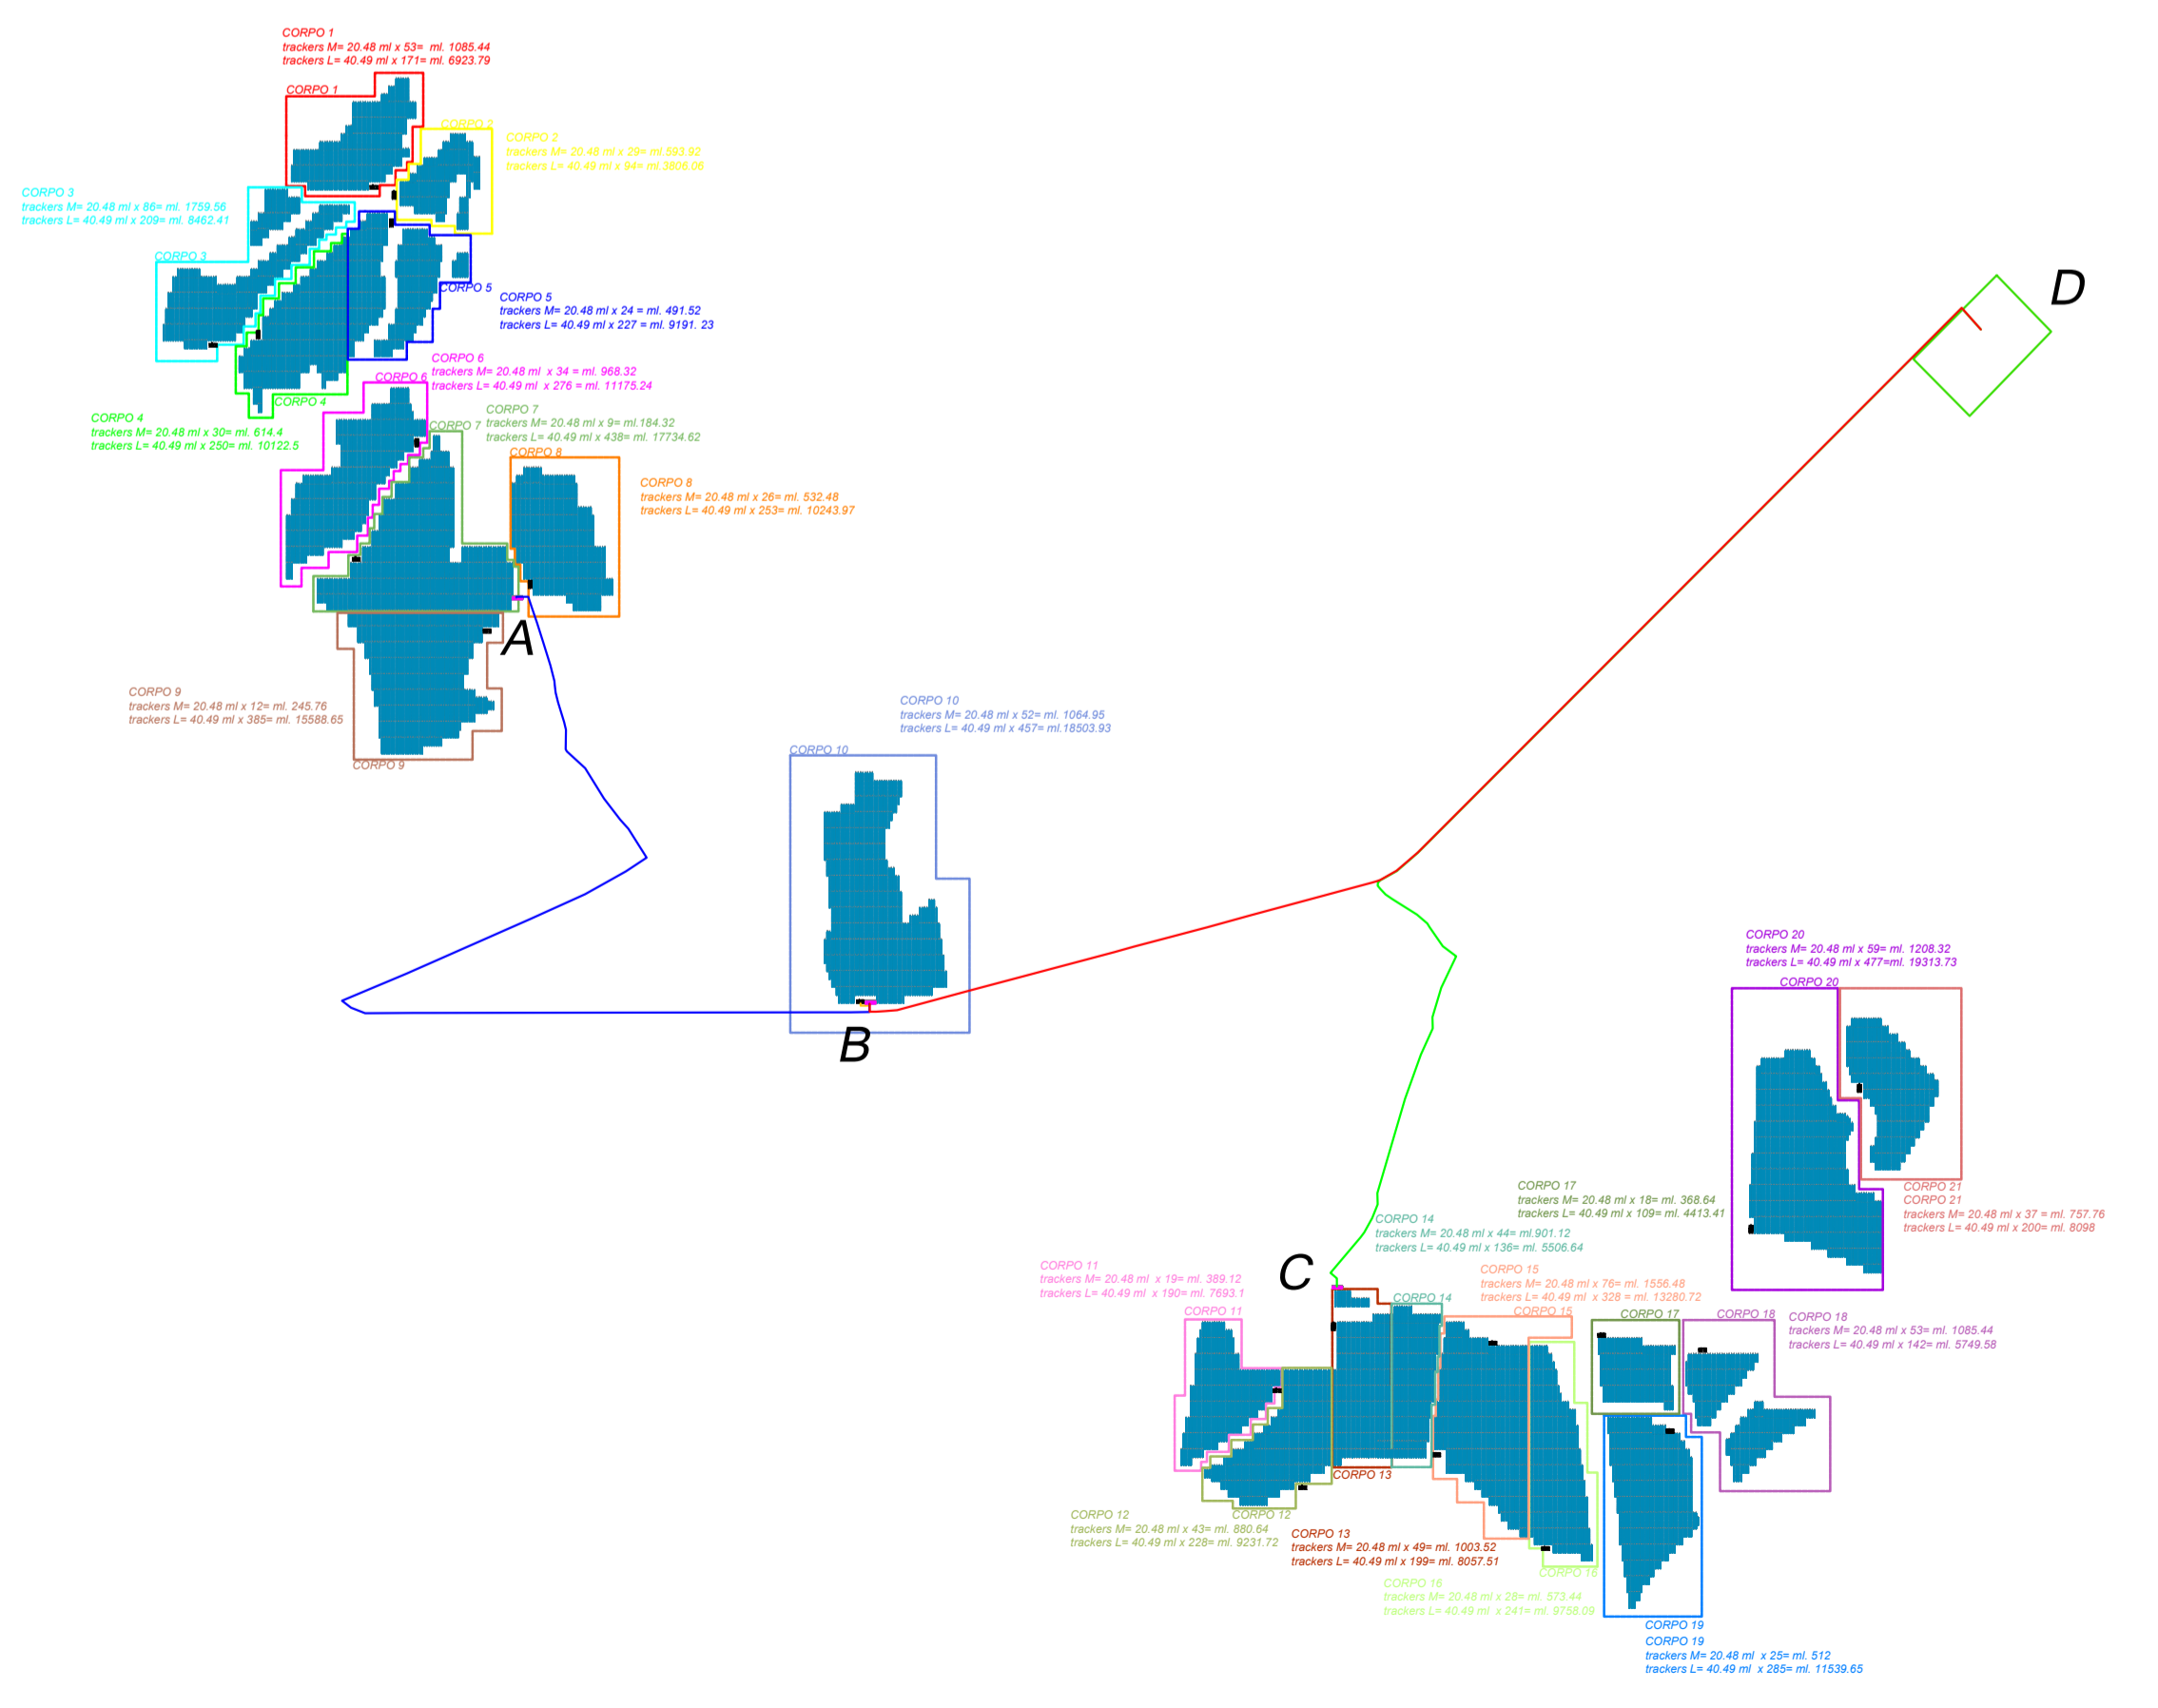 CORPO 1
trackers M= 20.48 ml x 53=  ml. 1085.44
trackers L= 40.49 ml x 171= ml. 6923.79
CORPO 1
CORPO 2
CORPO 2
trackers M= 20.48 ml x 29= ml.593.92
trackers L= 40.49 ml x 94= ml.3806.06
CORPO 3
trackers M= 20.48 ml x 86= ml. 1759.56
trackers L= 40.49 ml x 209= ml. 8462.41
CORPO 3
CORPO 5
CORPO 5
trackers M= 20.48 ml x 24 = ml. 491.52
trackers L= 40.49 ml x 227 = ml. 9191. 23
D
CORPO 6
trackers M= 20.48 ml  x 34 = ml. 968.32
trackers L= 40.49 ml  x 276 = ml. 11175.24
CORPO 6
CORPO 4
CORPO 4
trackers M= 20.48 ml x 30= ml. 614.4
trackers L= 40.49 ml x 250= ml. 10122.5
CORPO 7
trackers M= 20.48 ml x 9= ml.184.32
trackers L= 40.49 ml x 438= ml. 17734.62
CORPO 7
CORPO 8
CORPO 8
trackers M= 20.48 ml x 26= ml. 532.48
trackers L= 40.49 ml x 253= ml. 10243.97
A
CORPO 9
trackers M= 20.48 ml x 12= ml. 245.76
trackers L= 40.49 ml x 385= ml. 15588.65
CORPO 9
CORPO 10
trackers M= 20.48 ml x 52= ml. 1064.95
trackers L= 40.49 ml x 457= ml.18503.93
CORPO 10
B
CORPO 20
trackers M= 20.48 ml x 59= ml. 1208.32
trackers L= 40.49 ml x 477=ml. 19313.73
CORPO 20
CORPO 21
CORPO 21
trackers M= 20.48 ml x 37 = ml. 757.76
trackers L= 40.49 ml x 200= ml. 8098
CORPO 17
trackers M= 20.48 ml x 18= ml. 368.64
trackers L= 40.49 ml x 109= ml. 4413.41
CORPO 14
trackers M= 20.48 ml x 44= ml.901.12
trackers L= 40.49 ml x 136= ml. 5506.64
C
CORPO 11
trackers M= 20.48 ml  x 19= ml. 389.12
trackers L= 40.49 ml  x 190= ml. 7693.1
CORPO 11
CORPO 15
trackers M= 20.48 ml x 76= ml. 1556.48
trackers L= 40.49 ml x 328 = ml. 13280.72
CORPO 14
CORPO 15
CORPO 17
CORPO 18
CORPO 18
trackers M= 20.48 ml x 53= ml. 1085.44
trackers L= 40.49 ml x 142= ml. 5749.58
CORPO 13
CORPO 12
trackers M= 20.48 ml x 43= ml. 880.64
trackers L= 40.49 ml x 228= ml. 9231.72
CORPO 12
CORPO 13
trackers M= 20.48 ml x 49= ml. 1003.52
trackers L= 40.49 ml x 199= ml. 8057.51
CORPO 16
CORPO 16
trackers M= 20.48 ml x 28= ml. 573.44
trackers L= 40.49 ml  x 241= ml. 9758.09
CORPO 19
CORPO 19
trackers M= 20.48 ml  x 25= ml. 512
trackers L= 40.49 ml  x 285= ml. 11539.65